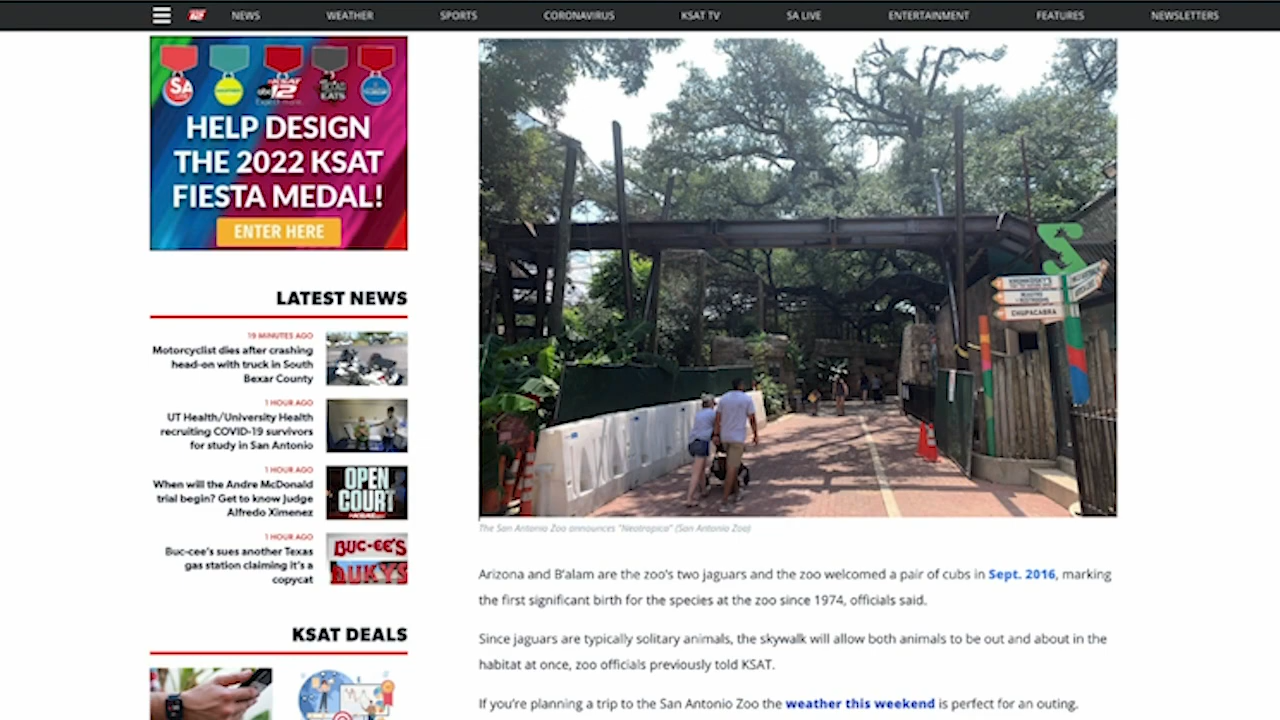 NEWS
WEATHER
SPORTS
CORONAVIRUS
KSAT TV
SA LIVE
ENTERTAINMENT
FEATURES
NEWSLETTERS
SA
EATS
KSAT
abc 12
HELP DESIGN
THE 2022 KSAT
FIESTA MEDAL!
ENTER HERE
LATEST NEWS
19 MINUTES AGO
Motorcyclist dies after crashing
head-on with truck in South
Bexar County
1 HOUR AGO
UT Health/University Health
recruiting COVID-19 survivors
for study in San Antonio
1 HOUR AGO
When will the Andre McDonald
trial begin? Get to know Judge
Alfredo Ximenez
OPEN
COURT
KSAT
1 HOUR AGO
Buc-cee's sues another Texas
gas station claiming it's a
copycat
BUC-CEE'S
KSAT DEALS
CHUPACABRA
The San Antonio Zoo announces "Neotropica" (San Antonio Zoo)
Arizona and B'alam are the zoo's two jaguars and the zoo welcomed a pair of cubs in Sept. 2016, marking
the first significant birth for the species at the zoo since 1974, officials said.
Since jaguars are typically solitary animals, the skywalk will allow both animals to be out and about in the
habitat at once, zoo officials previously told KSAT.
If you're planning a trip to the San Antonio Zoo the weather this weekend is perfect for an outing.